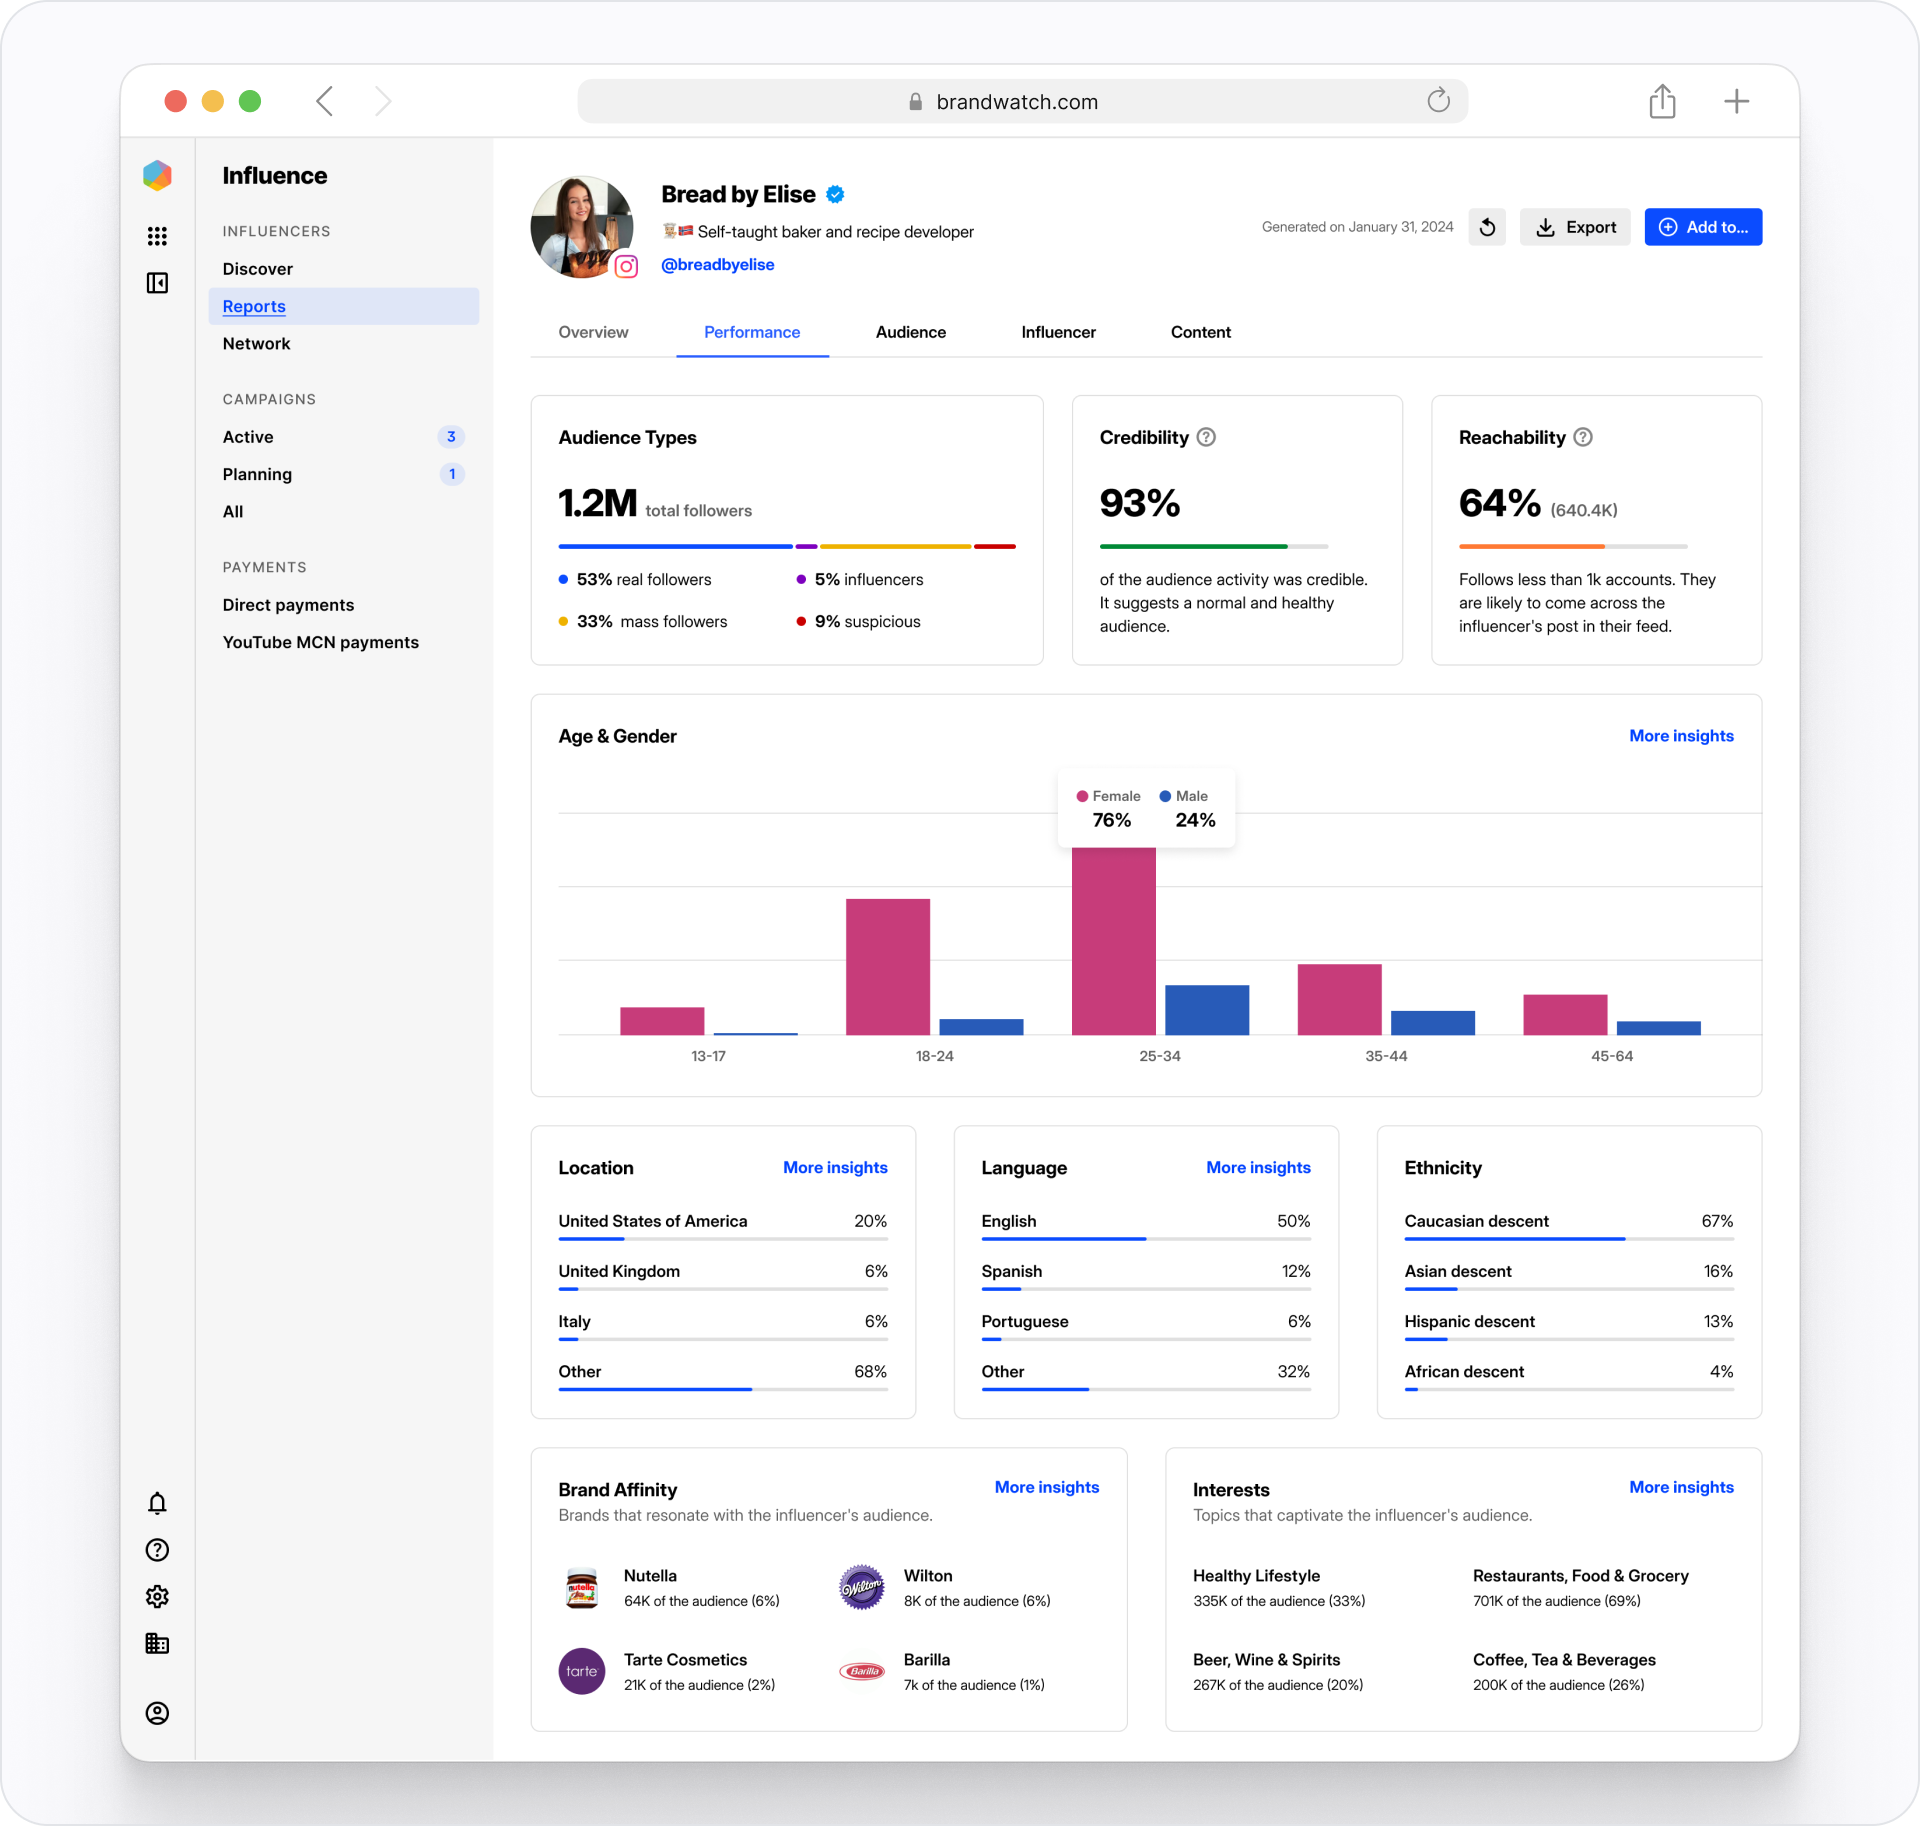 brandwatch.com
Influence
INFLUENCERS
Discover
Reports
Network
CAMPAIGNS
Active 3
Planning 1
All
PAYMENTS
Direct payments
YouTube MCN payments
Bread by Elise
Self-taught baker and recipe developer
@breadbyelise
Generated on January 31, 2024
Export
Add to...
Overview Performance Audience Influencer Content
Audience Types
1.2M total followers
53% real followers
5% influencers
33% mass followers
9% suspicious
Credibility ?
93%
of the audience activity was credible.
It suggests a normal and healthy
audience.
Reachability ?
64% (640.4K)
Follows less than 1k accounts. They
are likely to come across the
influencer's post in their feed.
Age & Gender
More insights
Female Male
76% 24%
13-17 18-24 25-34 35-44 45-64
Location More insights
United States of America 20%
United Kingdom 6%
Italy 6%
Other 68%
Language More insights
English 50%
Spanish 12%
Portuguese 6%
Other 32%
Ethnicity
Caucasian descent 67%
Asian descent 16%
Hispanic descent 13%
African descent 4%
Brand Affinity More insights
Brands that resonate with the influencer's audience.
nutella
Nutella
64K of the audience (6%)
Wilton
Wilton
8K of the audience (6%)
tarte
Tarte Cosmetics
21K of the audience (2%)
Barilla
Barilla
7k of the audience (1%)
Interests More insights
Topics that captivate the influencer's audience.
Healthy Lifestyle
335K of the audience (33%)
Restaurants, Food & Grocery
701K of the audience (69%)
Beer, Wine & Spirits
267K of the audience (20%)
Coffee, Tea & Beverages
200K of the audience (26%)